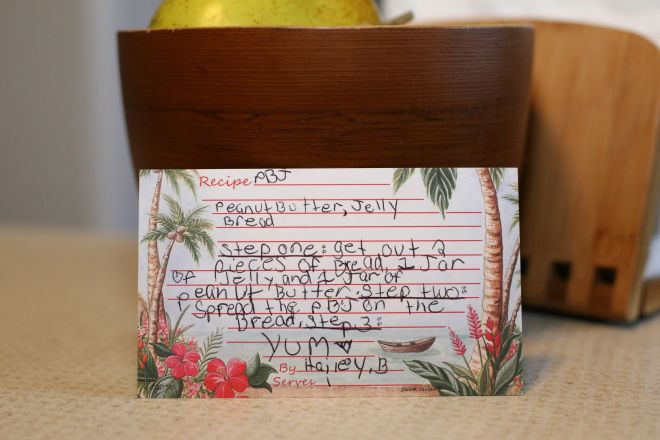 Recipe PBJ
PeanutButter, Jelly
Bread
step one: get out 2
pieces of Bread, 1 Jar
of Jelly and 1 Jar of
peanut, Butter. step two:
Spread the PBJ on the
Bread, step 3:
YUM
By Hailey, B
Serves 1